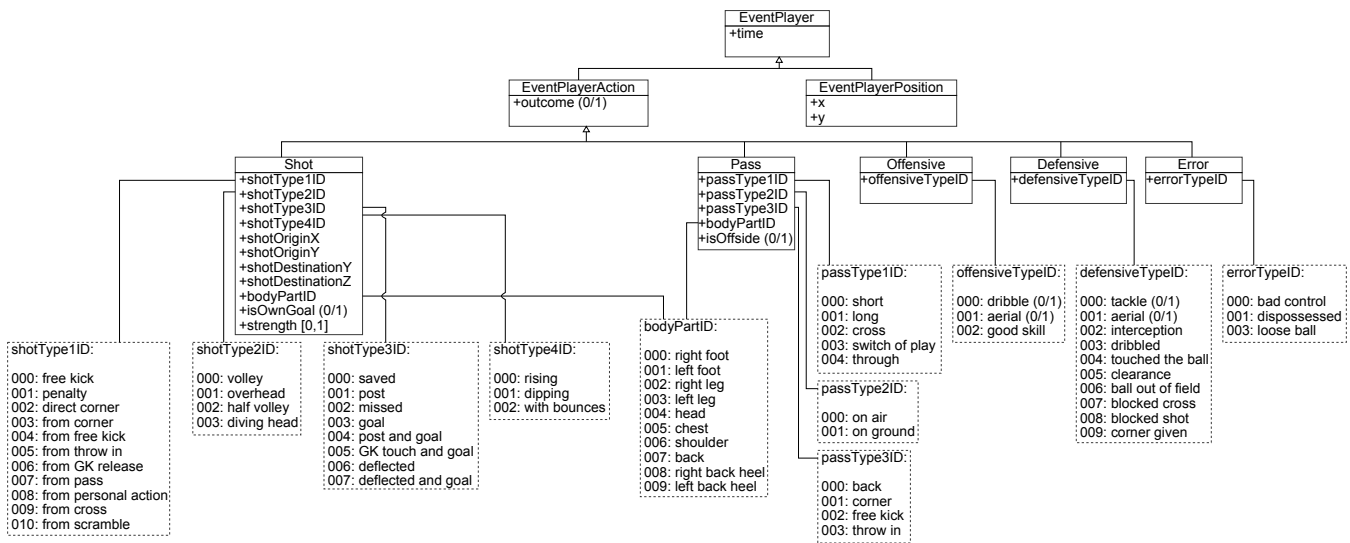 EventPlayer
+time
EventPlayerAction
+outcome (0/1)
EventPlayerPosition
+x
+y
Shot
+shotType1ID
+shotType2ID
+shotType3ID
+shotType4ID
+shotOriginX
+shotOriginY
+shotDestinationY
+shotDestinationZ
+bodyPartID
+isOwnGoal (0/1)
+strength [0,1]
Pass
+passType1ID
+passType2ID
+passType3ID
+bodyPartID
+isOffside (0/1)
Offensive
+offensiveTypeID
Defensive
+defensiveTypeID
Error
+errorTypeID
shotType1ID:
000: free kick
001: penalty
002: direct corner
003: from corner
004: from free kick
005: from throw in
006: from GK release
007: from pass
008: from personal action
009: from cross
010: from scramble
shotType2ID:
000: volley
001: overhead
002: half volley
003: diving head
shotType3ID:
000: saved
001: post
002: missed
003: goal
004: post and goal
005: GK touch and goal
006: deflected
007: deflected and goal
shotType4ID:
000: rising
001: dipping
002: with bounces
bodyPartID:
000: right foot
001: left foot
002: right leg
003: left leg
004: head
005: chest
006: shoulder
007: back
008: right back heel
009: left back heel
passType1ID:
000: short
001: long
002: cross
003: switch of play
004: through
passType2ID:
000: on air
001: on ground
passType3ID:
000: back
001: corner
002: free kick
003: throw in
offensiveTypeID:
000: dribble (0/1)
001: aerial (0/1)
002: good skill
defensiveTypeID:
000: tackle (0/1)
001: aerial (0/1)
002: interception
003: dribbled
004: touched the ball
005: clearance
006: ball out of field
007: blocked cross
008: blocked shot
009: corner given
errorTypeID:
000: bad control
001: dispossessed
003: loose ball